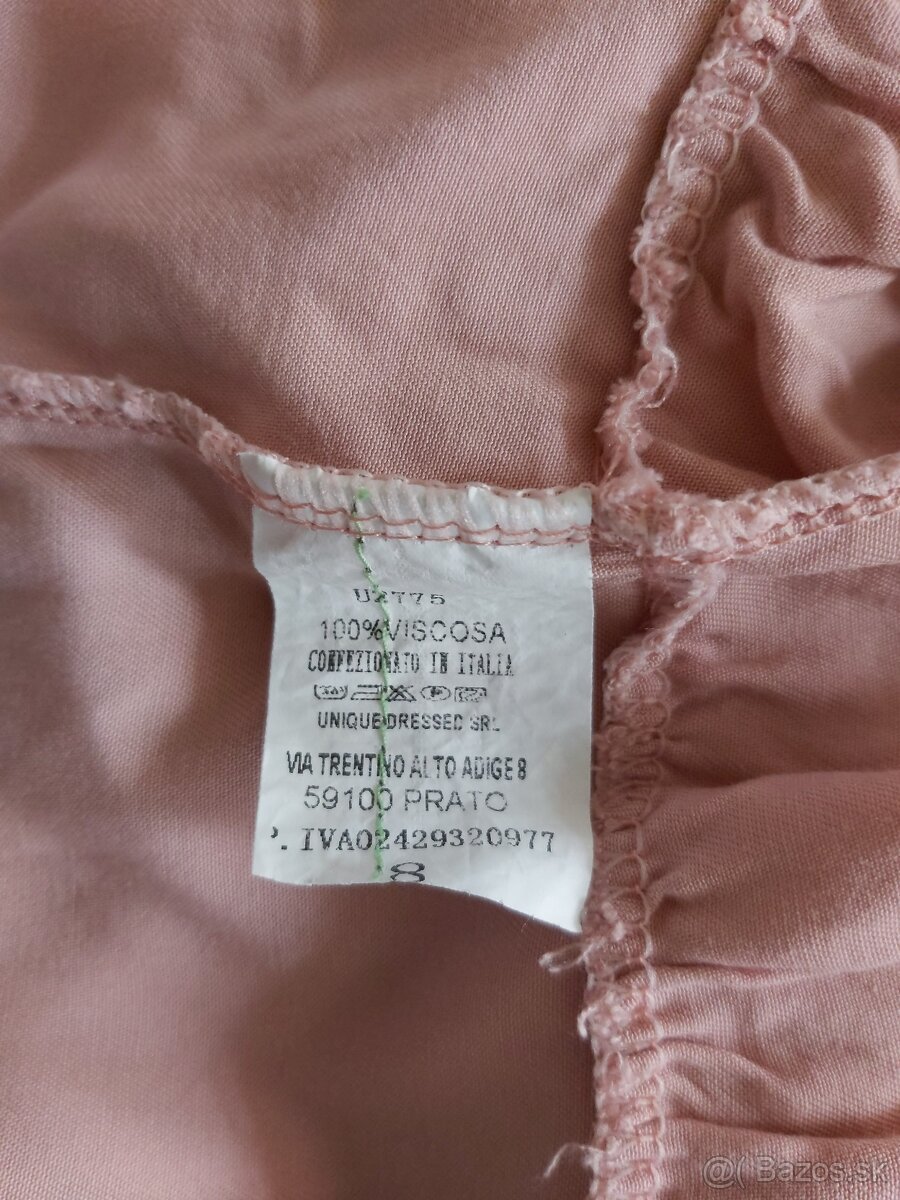 U2775
100%VISCOSA
CONFEZIONATO IN ITALIA
UNIQUE DRESSED SRL
VIA TRENTINO ALTO ADIGE 8
59100 PRATO
. IVA02429320977
8
@( Bazos.sk